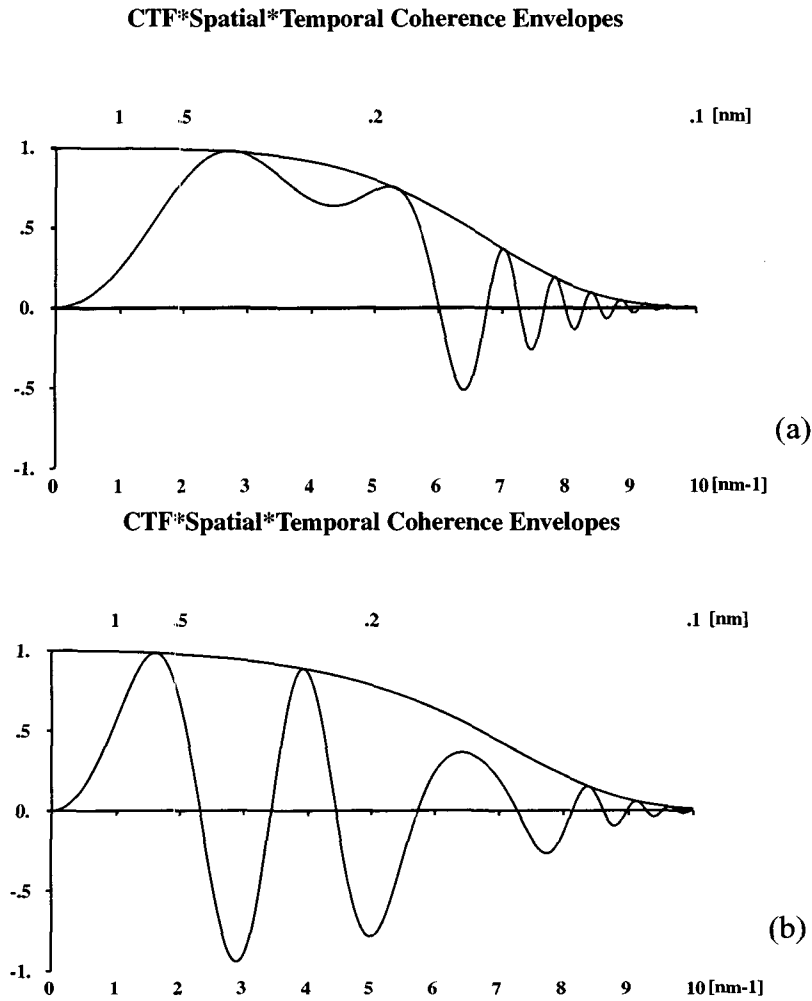 CTF*Spatial*Temporal Coherence Envelopes
1 .5 .2 .1 [nm]
1.
.5
0.
-.5
-1.
(a)
0 1 2 3 4 5 6 7 8 9 10 [nm-1]
CTF*Spatial*Temporal Coherence Envelopes
1 .5 .2 .1 [nm]
1.
.5
0.
-.5
-1.
(b)
0 1 2 3 4 5 6 7 8 9 10 [nm-1]